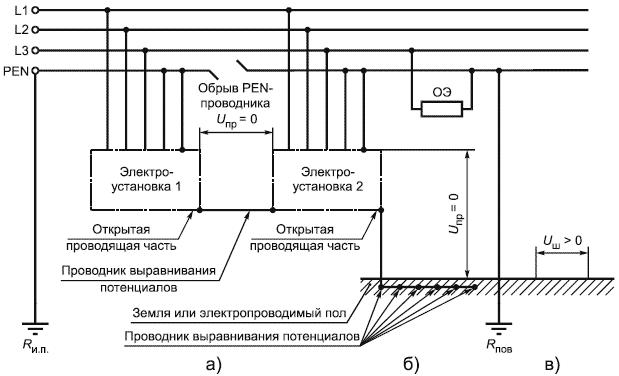 L1
L2
L3
PEN
Обрыв PEN-
проводника
Uпр = 0
ОЭ
Электро-
установка 1
Электро-
установка 2
Uпр = 0
Открытая
проводящая часть
Открытая
проводящая часть
Uш > 0
Проводник выравнивания
потенциалов
Земля или электропроводимый пол
Проводник выравнивания потенциалов
Rи.п.
Rпов
а)
б)
в)